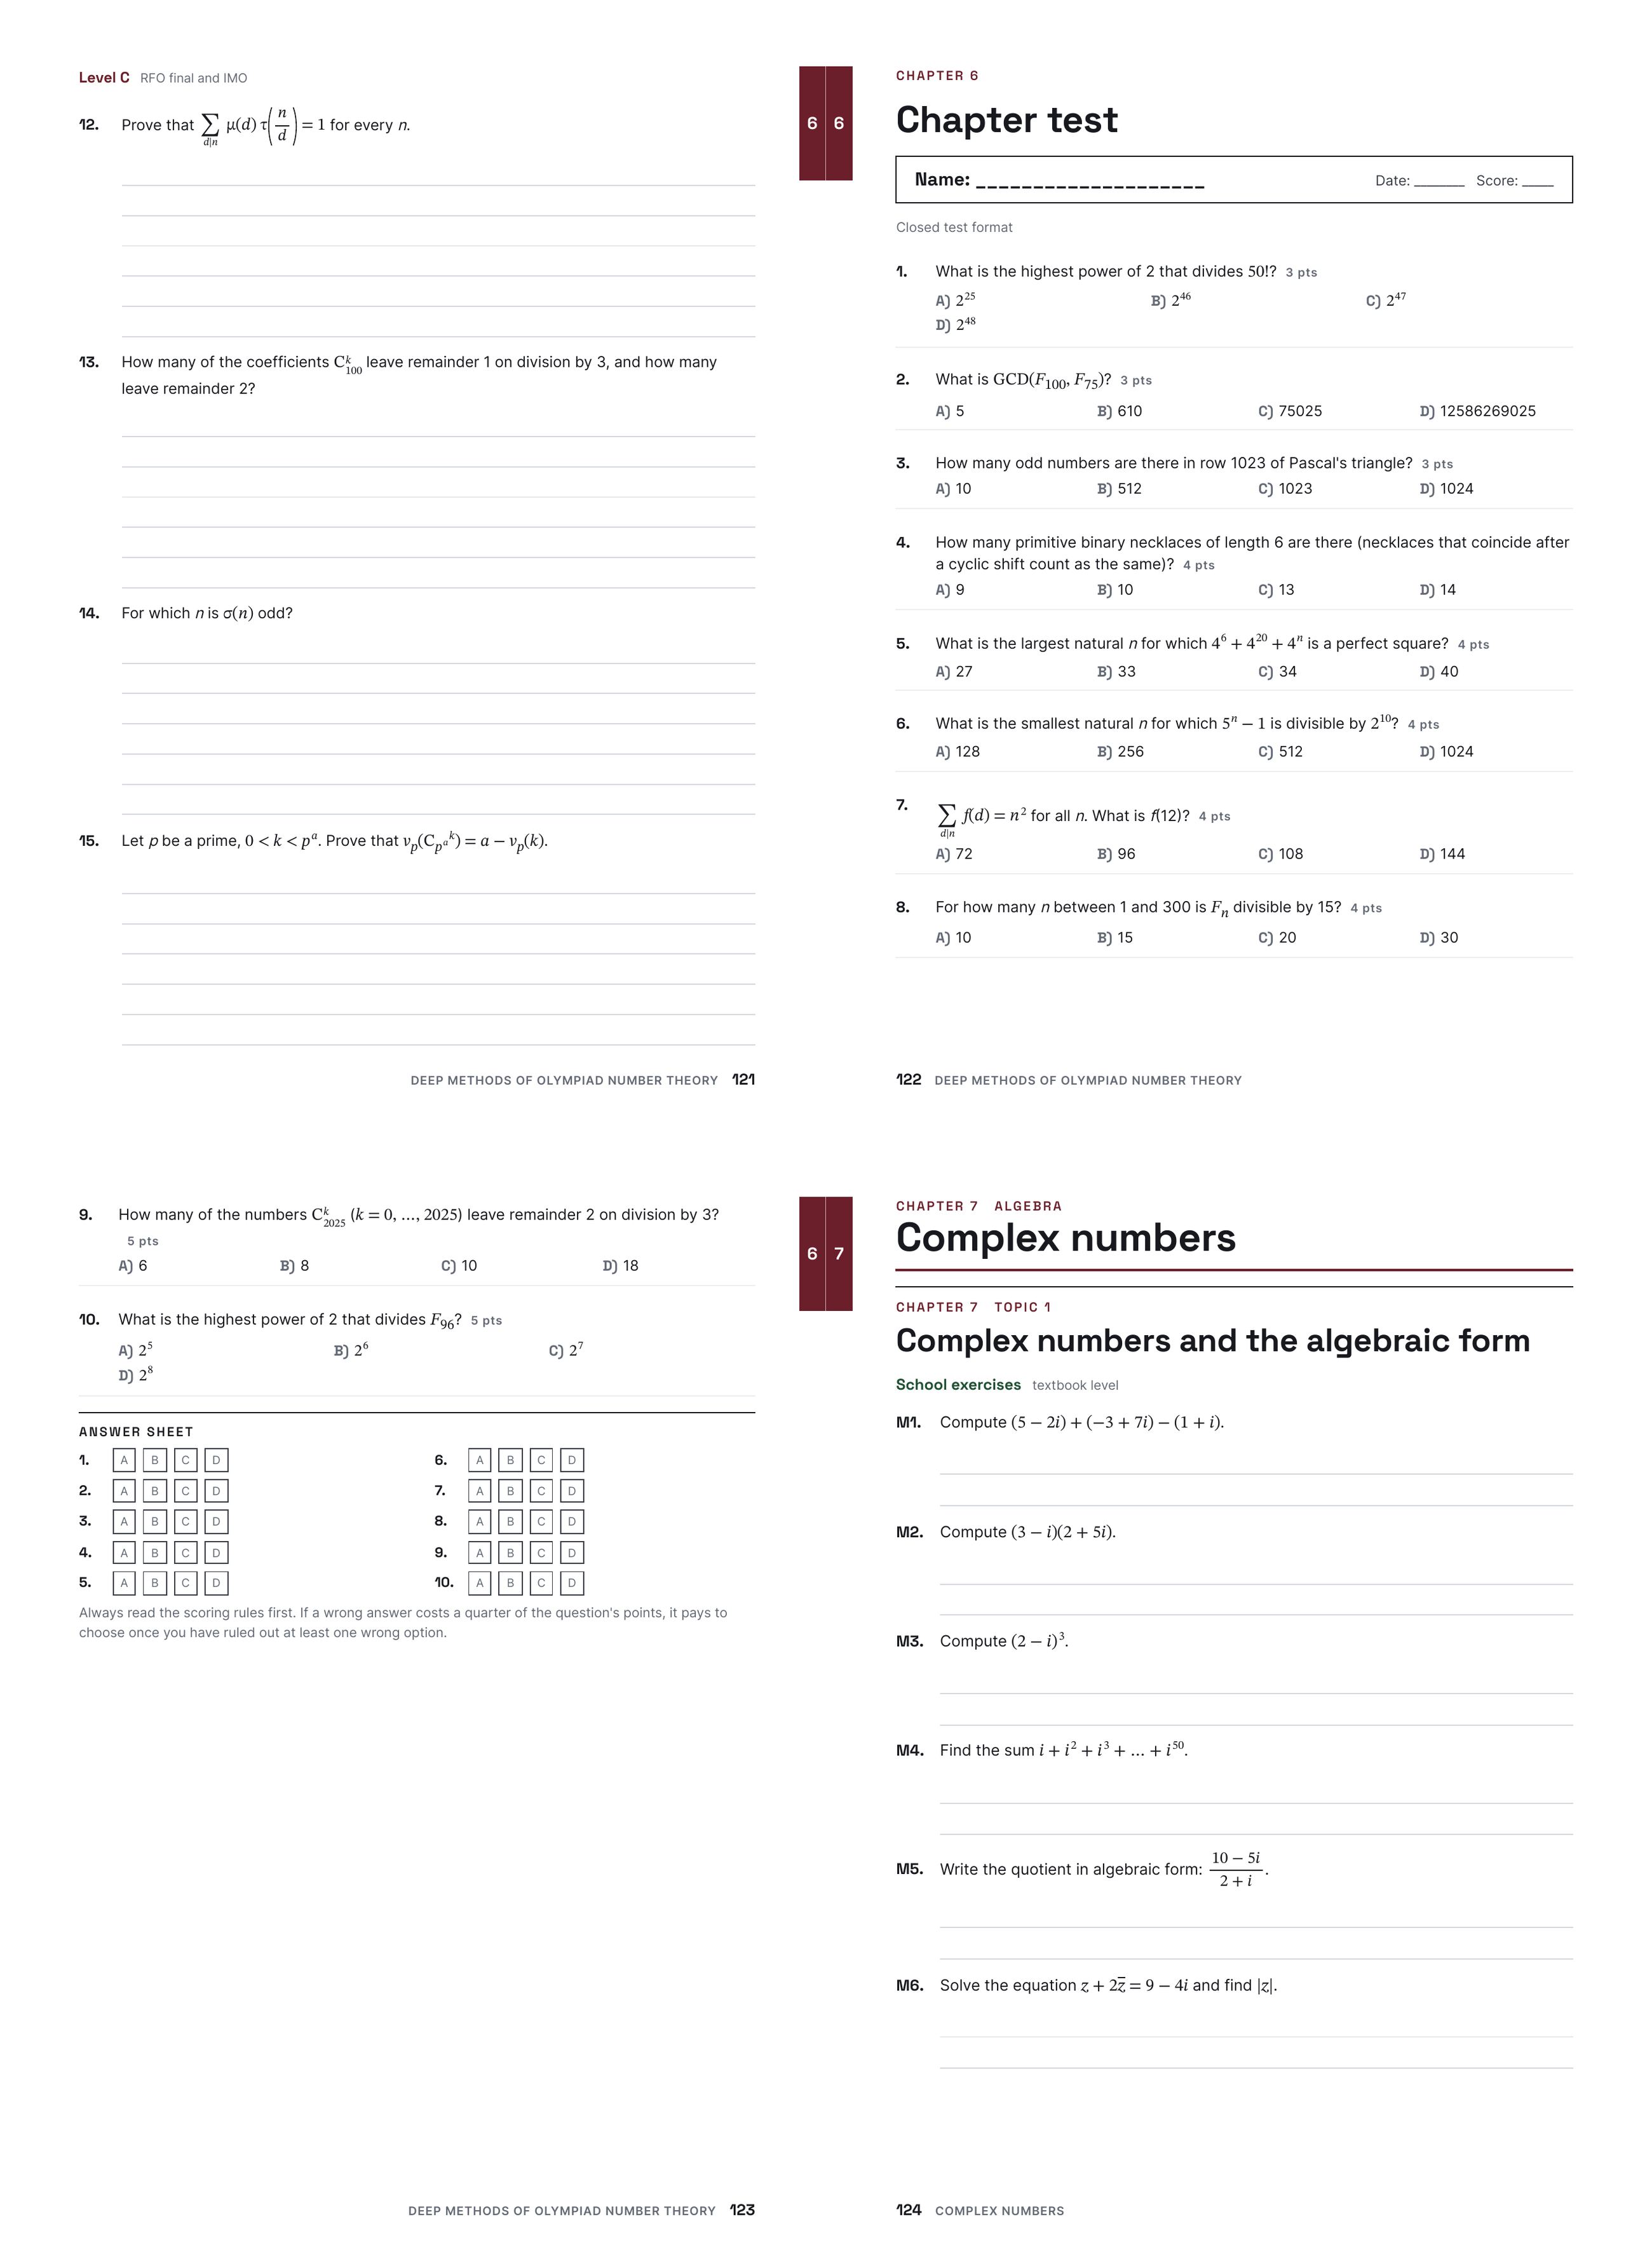 Level C RFO final and IMO
12. Prove that ∑_{d|n} μ(d) τ(n/d) = 1 for every n.
13. How many of the coefficients C_{100}^{k} leave remainder 1 on division by 3, and how many
leave remainder 2?
14. For which n is σ(n) odd?
15. Let p be a prime, 0 < k < p^a. Prove that v_p(C_{p^a}^{k}) = a − v_p(k).
DEEP METHODS OF OLYMPIAD NUMBER THEORY 121
6 6
CHAPTER 6
Chapter test
Name: ____________________ Date: _______ Score: ____
Closed test format
1. What is the highest power of 2 that divides 50!? 3 pts
A) 2^25 B) 2^46 C) 2^47
D) 2^48
2. What is GCD(F_100, F_75)? 3 pts
A) 5 B) 610 C) 75025 D) 12586269025
3. How many odd numbers are there in row 1023 of Pascal's triangle? 3 pts
A) 10 B) 512 C) 1023 D) 1024
4. How many primitive binary necklaces of length 6 are there (necklaces that coincide after
a cyclic shift count as the same)? 4 pts
A) 9 B) 10 C) 13 D) 14
5. What is the largest natural n for which 4^6 + 4^20 + 4^n is a perfect square? 4 pts
A) 27 B) 33 C) 34 D) 40
6. What is the smallest natural n for which 5^n − 1 is divisible by 2^10? 4 pts
A) 128 B) 256 C) 512 D) 1024
7. ∑_{d|n} f(d) = n^2 for all n. What is f(12)? 4 pts
A) 72 B) 96 C) 108 D) 144
8. For how many n between 1 and 300 is F_n divisible by 15? 4 pts
A) 10 B) 15 C) 20 D) 30
122 DEEP METHODS OF OLYMPIAD NUMBER THEORY
9. How many of the numbers C_{2025}^{k} (k = 0, ..., 2025) leave remainder 2 on division by 3?
5 pts
A) 6 B) 8 C) 10 D) 18
10. What is the highest power of 2 that divides F_96? 5 pts
A) 2^5 B) 2^6 C) 2^7
D) 2^8
ANSWER SHEET
1. A B C D 6. A B C D
2. A B C D 7. A B C D
3. A B C D 8. A B C D
4. A B C D 9. A B C D
5. A B C D 10. A B C D
Always read the scoring rules first. If a wrong answer costs a quarter of the question's points, it pays to
choose once you have ruled out at least one wrong option.
DEEP METHODS OF OLYMPIAD NUMBER THEORY 123
6 7
CHAPTER 7 ALGEBRA
Complex numbers
CHAPTER 7 TOPIC 1
Complex numbers and the algebraic form
School exercises textbook level
M1. Compute (5 − 2i) + (−3 + 7i) − (1 + i).
M2. Compute (3 − i)(2 + 5i).
M3. Compute (2 − i)^3.
M4. Find the sum i + i^2 + i^3 + ... + i^50.
M5. Write the quotient in algebraic form: (10 − 5i)/(2 + i).
M6. Solve the equation z + 2z̅ = 9 − 4i and find |z|.
124 COMPLEX NUMBERS